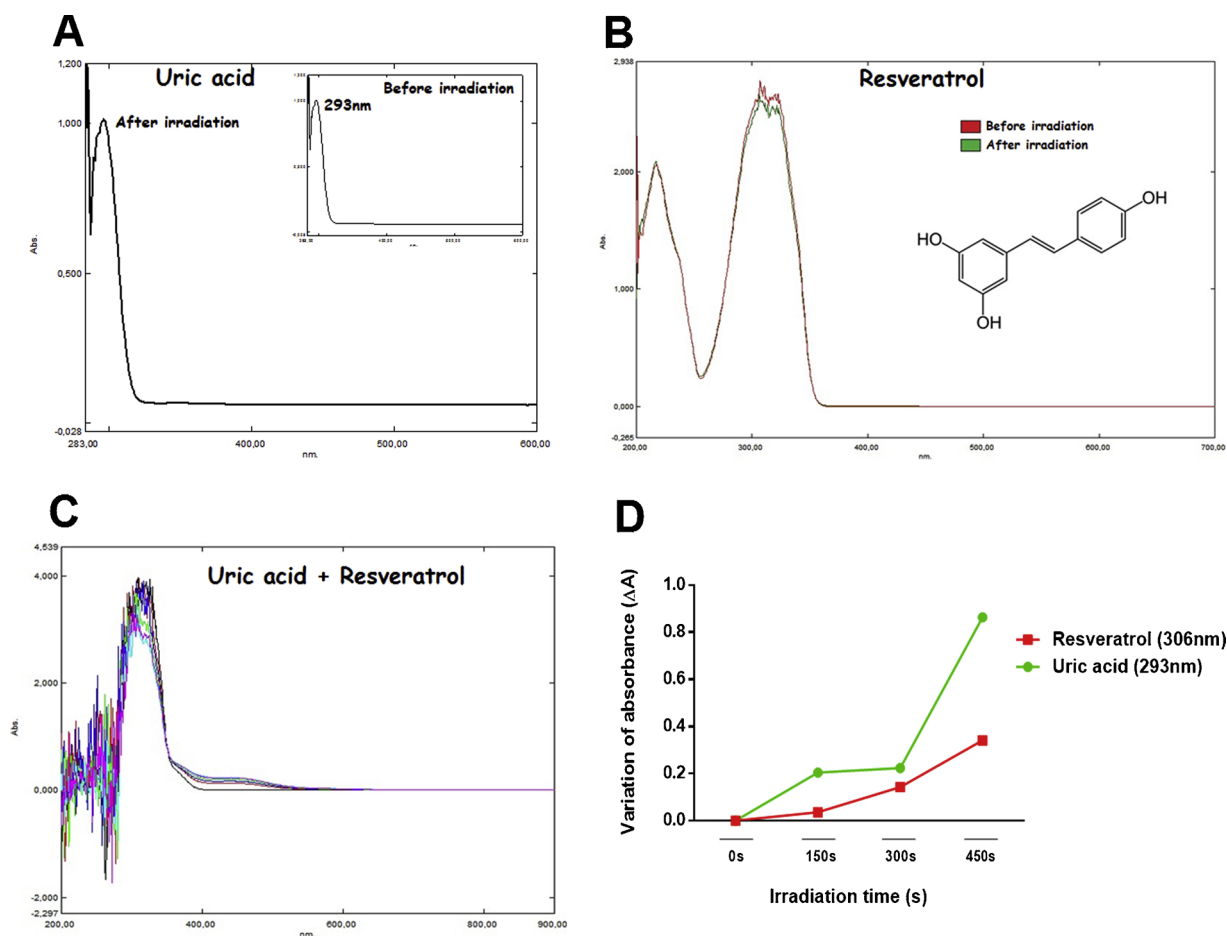 A
Uric acid
1,200
1,000
0,500
-0,028
Abs.
After irradiation
283,00
400,00
500,00
600,00
nm.
Before irradiation
293nm
1,000
nm.
B
Resveratrol
2,938
2,000
1,000
0,000
-0,265
Abs.
Before irradiation
After irradiation
OH
HO
OH
200,00
300,00
400,00
500,00
600,00
700,00
nm.
C
Uric acid + Resveratrol
4,539
4,000
2,000
0,000
-2,000
-2,297
Abs.
200,00
400,00
600,00
800,00
900,00
nm.
D
Variation of absorbance (ΔA)
1.0
0.8
0.6
0.4
0.2
0.0
0s
150s
300s
450s
Irradiation time (s)
Resveratrol (306nm)
Uric acid (293nm)